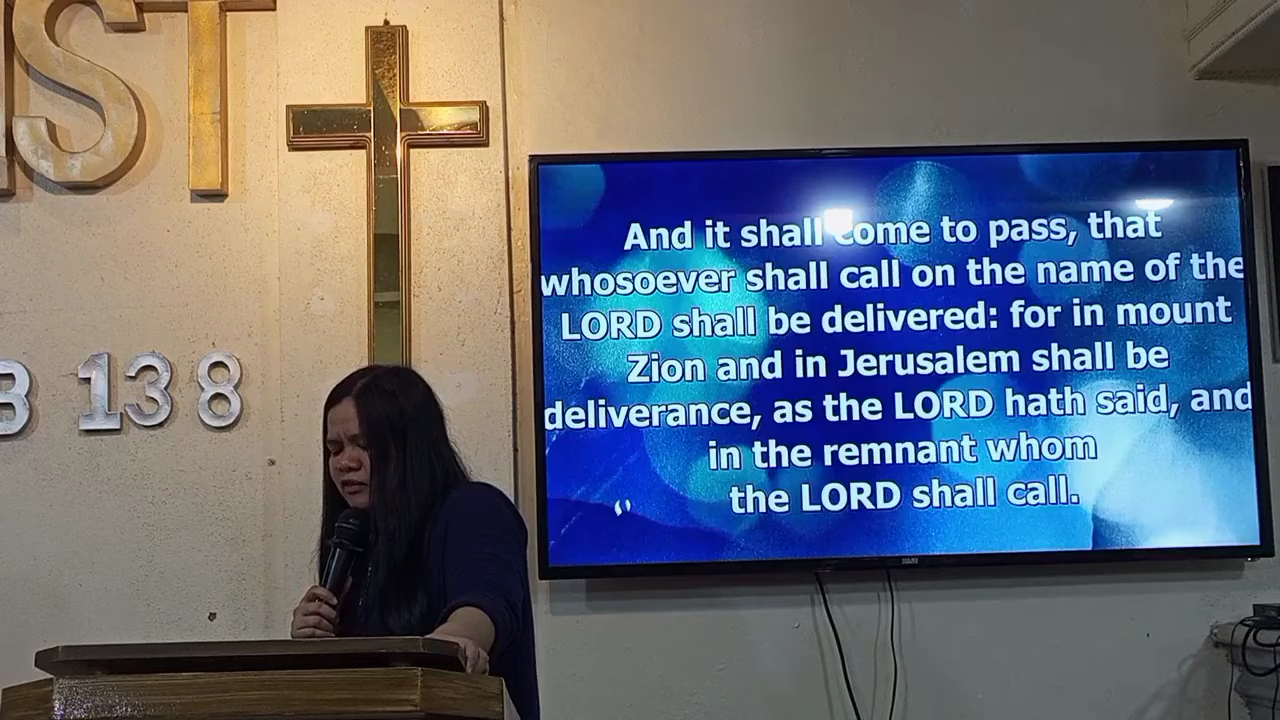 IST
B 138
And it shall come to pass, that
whosoever shall call on the name of the
LORD shall be delivered: for in mount
Zion and in Jerusalem shall be
deliverance, as the LORD hath said, and
in the remnant whom
the LORD shall call.